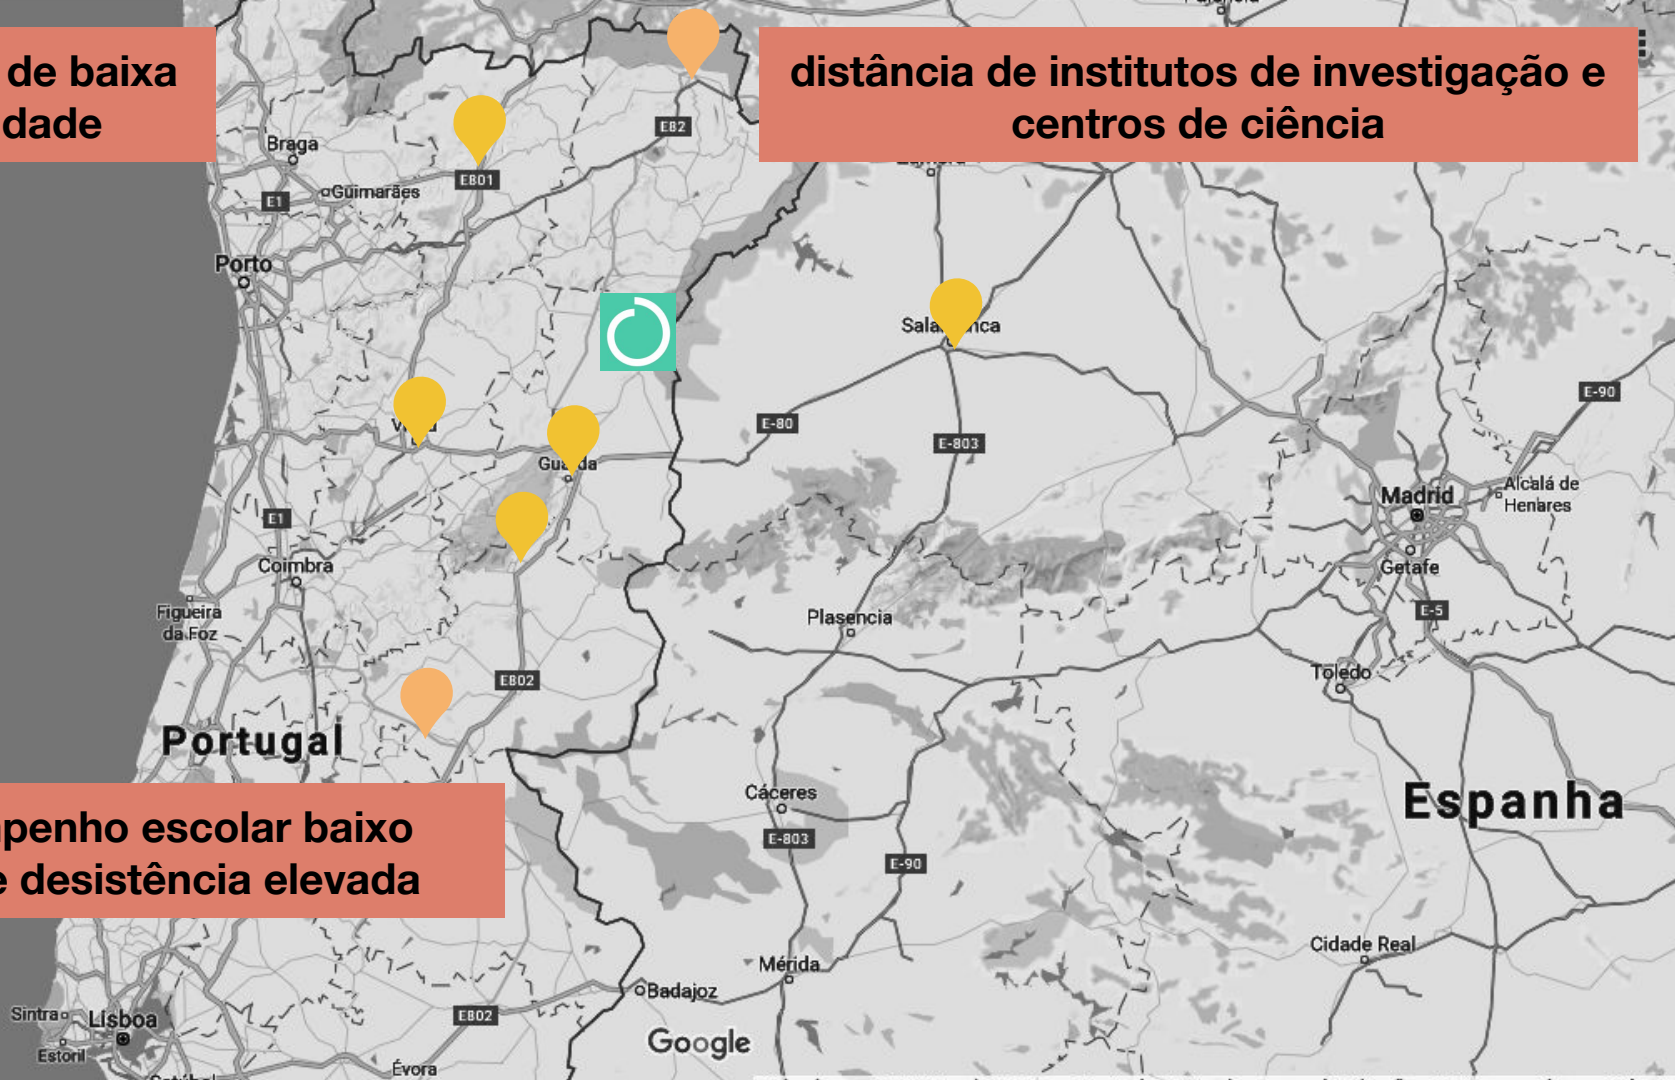 de baixa
dade
distância de institutos de investigação e
centros de ciência
E82
Braga
E801
Guimarães
E1
Porto
Salamanca
E-90
E-80
E-803
Guarda
Madrid
Alcalá de
Henares
E1
Coimbra
Getafe
Figueira
da Foz
Plasencia
E-5
E802
Toledo
Portugal
Cáceres
Espanha
penho escolar baixo
e desistência elevada
E-803
E-90
Cidade Real
Mérida
Badajoz
Sintra
Lisboa
E802
Estoril
Google
Évora